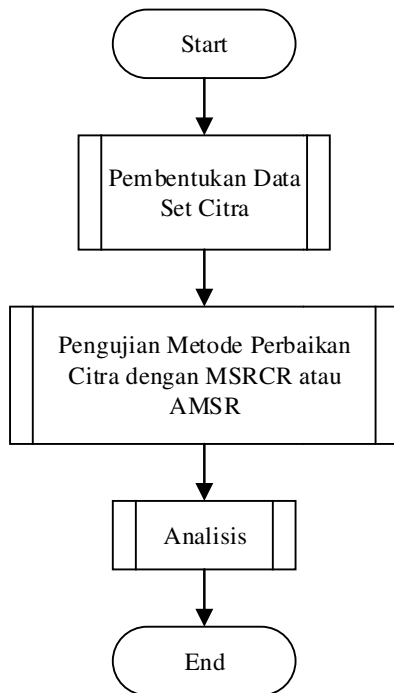 Start
Pembentukan Data
Set Citra
Pengujian Metode Perbaikan
Citra dengan MSRCR atau
AMSR
Analisis
End